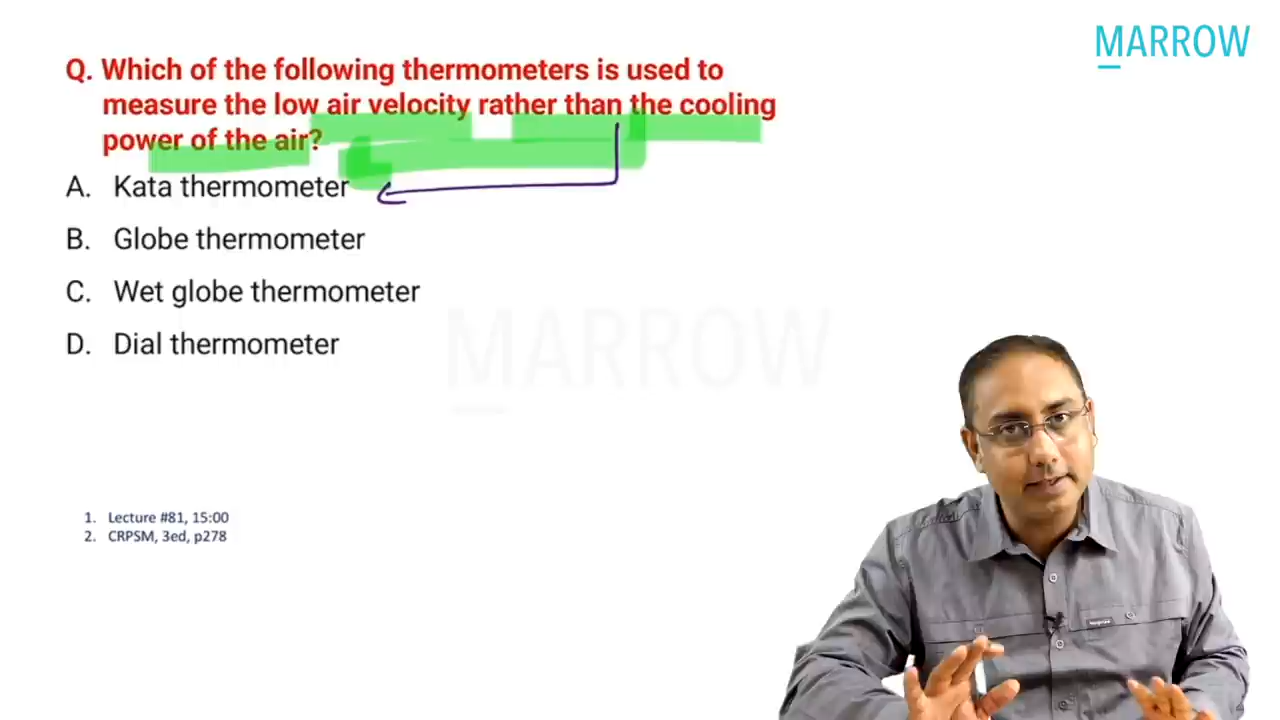 MARROW
Q. Which of the following thermometers is used to
measure the low air velocity rather than the cooling
power of the air?
A. Kata thermometer
B. Globe thermometer
C. Wet globe thermometer
D. Dial thermometer
MARROW
1. Lecture #81, 15:00
2. CRPSM, 3ed, p278